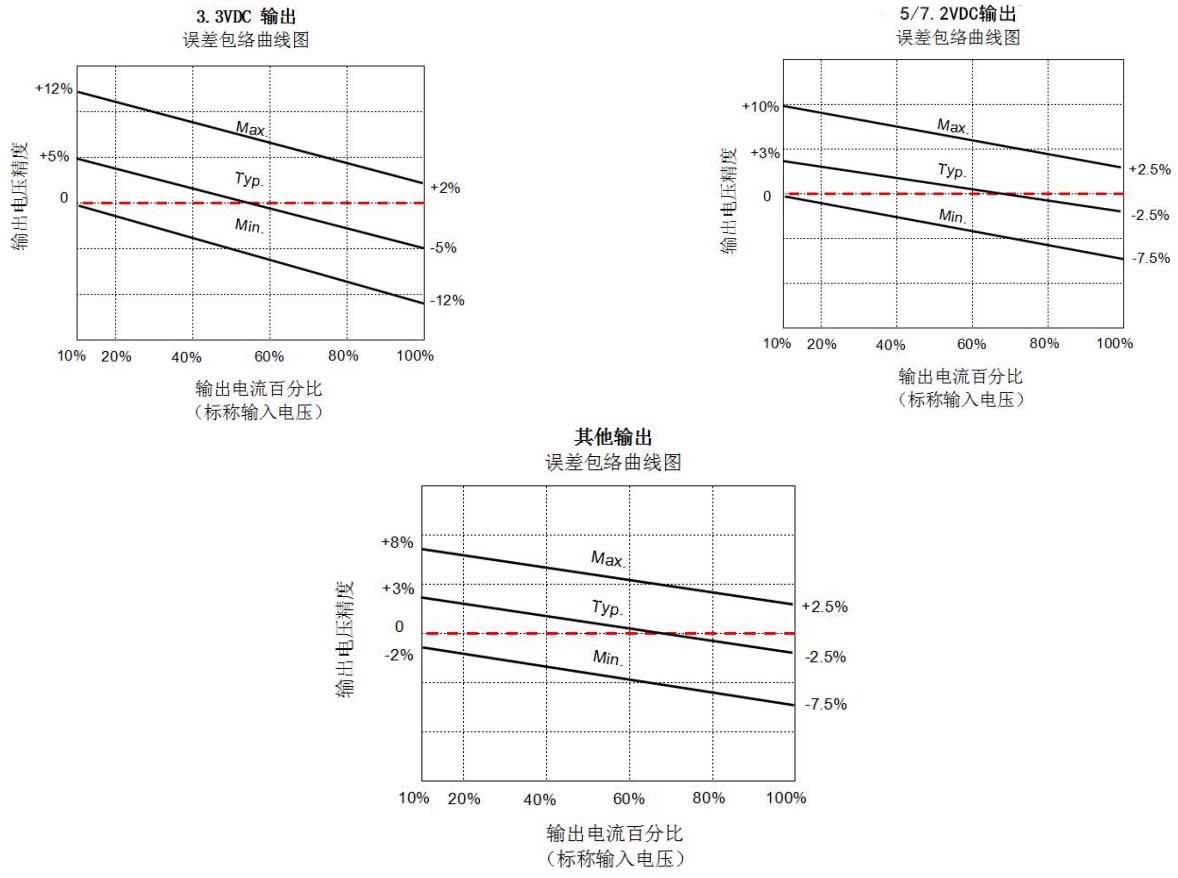 3.3VDC 输出
误差包络曲线图
+12%
+5%
0
输出电压精度
Max.
Typ.
Min.
+2%
-5%
-12%
10% 20% 40% 60% 80% 100%
输出电流百分比
（标称输入电压）
5/7.2VDC输出
误差包络曲线图
+10%
+3%
0
输出电压精度
Max.
Typ.
Min.
+2.5%
-2.5%
-7.5%
10% 20% 40% 60% 80% 100%
输出电流百分比
（标称输入电压）
其他输出
误差包络曲线图
+8%
+3%
0
-2%
输出电压精度
Max.
Typ.
Min.
+2.5%
-2.5%
-7.5%
10% 20% 40% 60% 80% 100%
输出电流百分比
（标称输入电压）